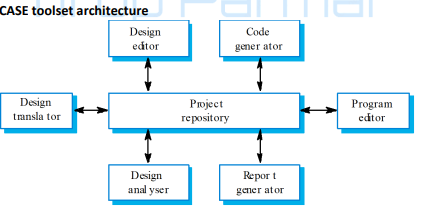 CASE toolset architecture
Design
editor
Code
gener ator
Design
transla tor
Project
repository
Program
editor
Design
anal yser
Repor t
gener ator